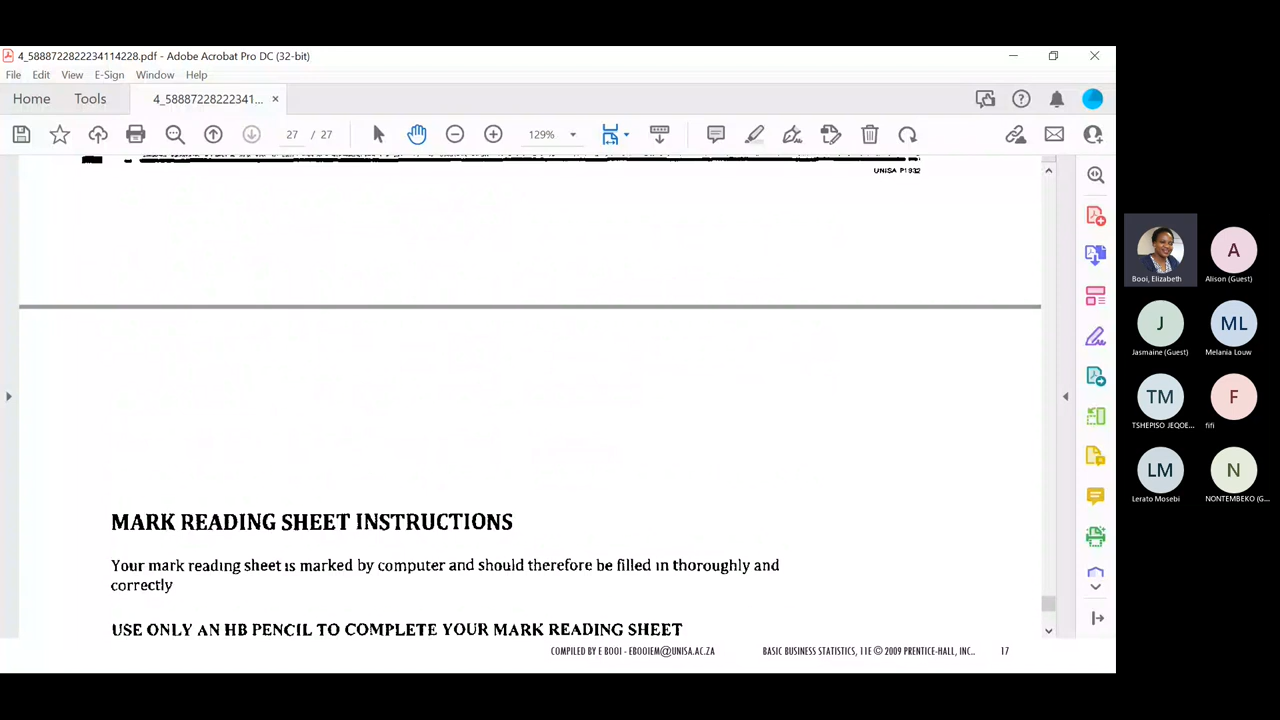 4_5888722822234114228.pdf - Adobe Acrobat Pro DC (32-bit)
File Edit View E-Sign Window Help
Home Tools 4_58887228222341... ×
27 / 27 129%
UNISA P1932
MARK READING SHEET INSTRUCTIONS
Your mark reading sheet is marked by computer and should therefore be filled in thoroughly and
correctly
USE ONLY AN HB PENCIL TO COMPLETE YOUR MARK READING SHEET
COMPILED BY E BOOI - EBOOIEM@UNISA.AC.ZA BASIC BUSINESS STATISTICS, 11E © 2009 PRENTICE-HALL, INC.. 17
Booi, Elizabeth
A
Alison (Guest)
J
Jasmaine (Guest)
ML
Melania Louw
TM
TSHEPISO JEQOE...
F
fifi
LM
Lerato Mosebi
N
NONTEMBEKO (G...